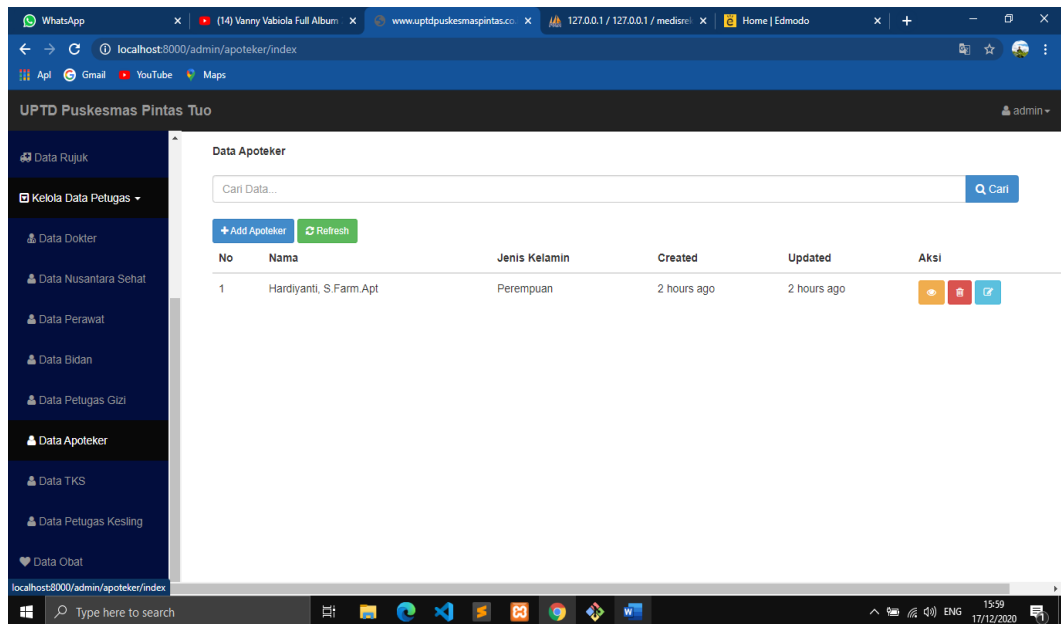 WhatsApp
(14) Vanny Vabiola Full Album
www.uptdpuskesmaspintas.co.
127.0.0.1 / 127.0.0.1 / medisrek
Home | Edmodo
localhost:8000/admin/apoteker/index
Apl Gmail YouTube Maps
UPTD Puskesmas Pintas Tuo
admin
Data Rujuk
Kelola Data Petugas
Data Dokter
Data Nusantara Sehat
Data Perawat
Data Bidan
Data Petugas Gizi
Data Apoteker
Data TKS
Data Petugas Kesling
Data Obat
localhost:8000/admin/apoteker/index
Data Apoteker
Cari Data...
Cari
Add Apoteker Refresh
No Nama Jenis Kelamin Created Updated Aksi
1 Hardiyanti, S.Farm.Apt Perempuan 2 hours ago 2 hours ago
Type here to search
ENG
15:59
17/12/2020
1